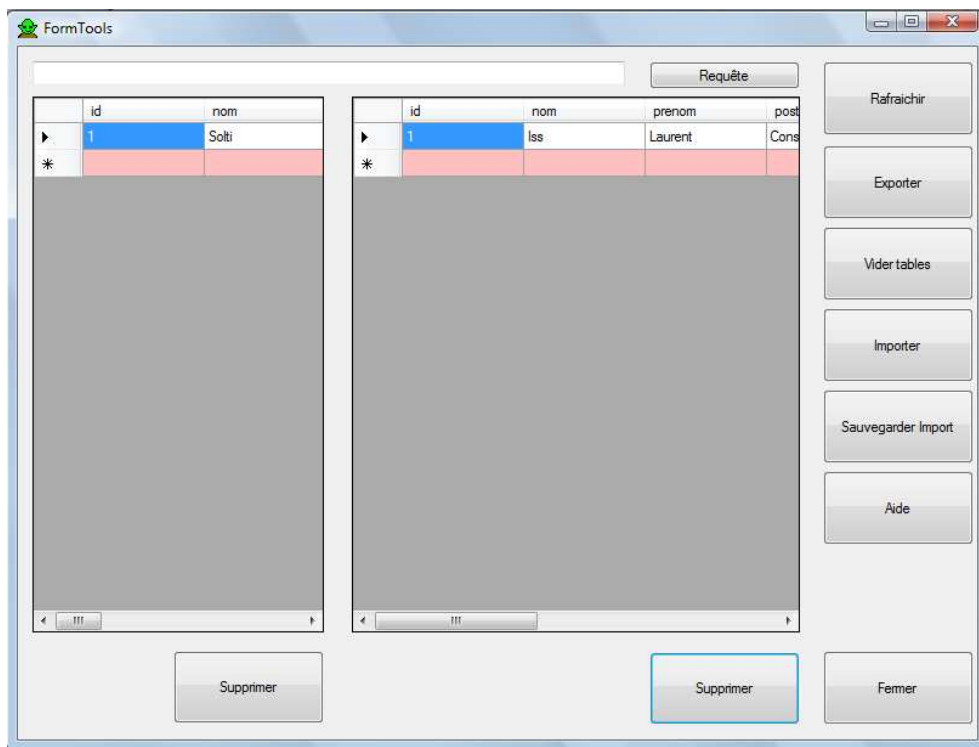 FormTools
Requête
Rafraichir
id nom
id nom prenom post
1 Solti
1 Iss Laurent Cons
Exporter
Vider tables
Importer
Sauvegarder Import
Aide
Supprimer
Supprimer
Fermer